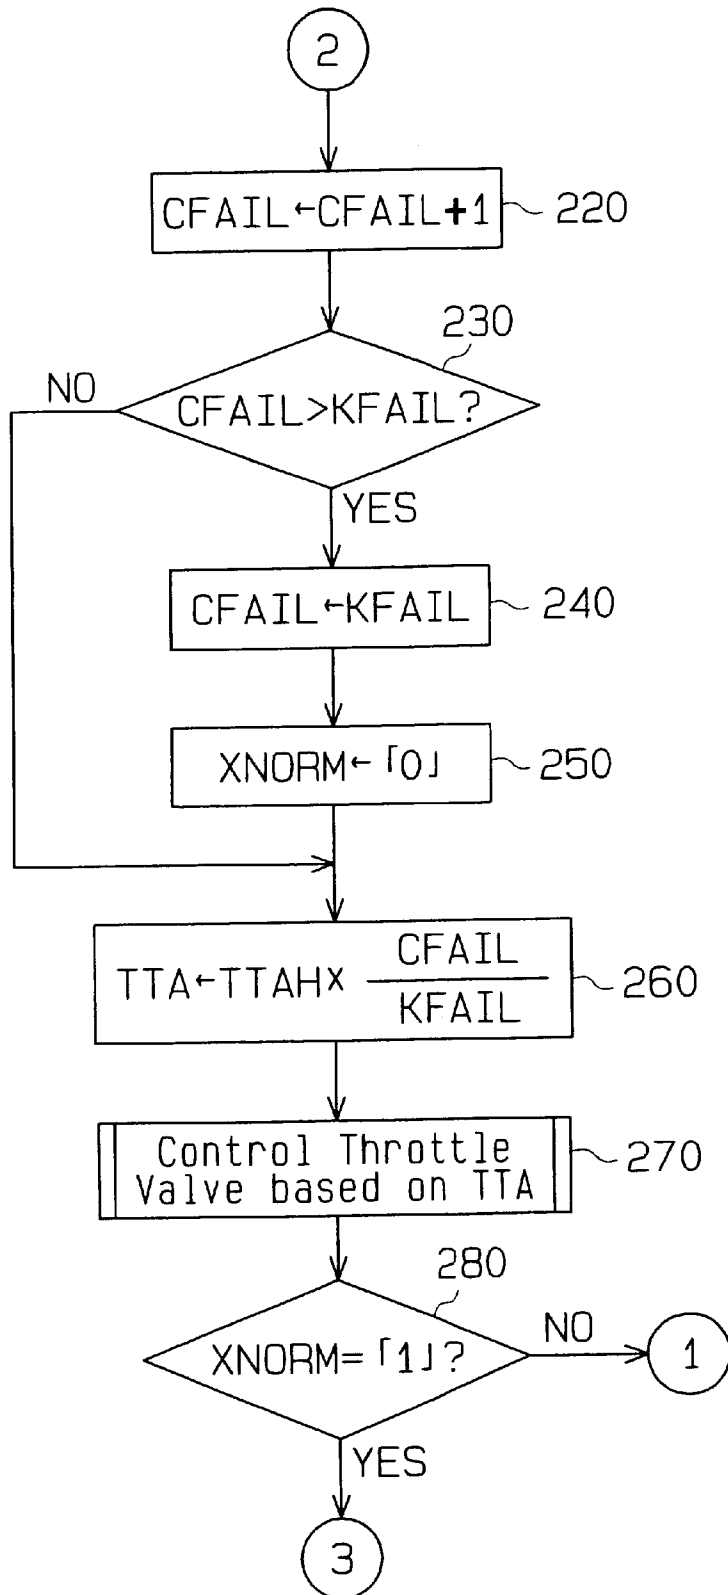 2
CFAIL←CFAIL+1
220
230
NO
CFAIL>KFAIL?
YES
CFAIL←KFAIL
240
XNORM←「0」
250
TTA←TTAH× CFAIL
KFAIL
260
Control Throttle
Valve based on TTA
270
280
XNORM=「1」?
NO
1
YES
3